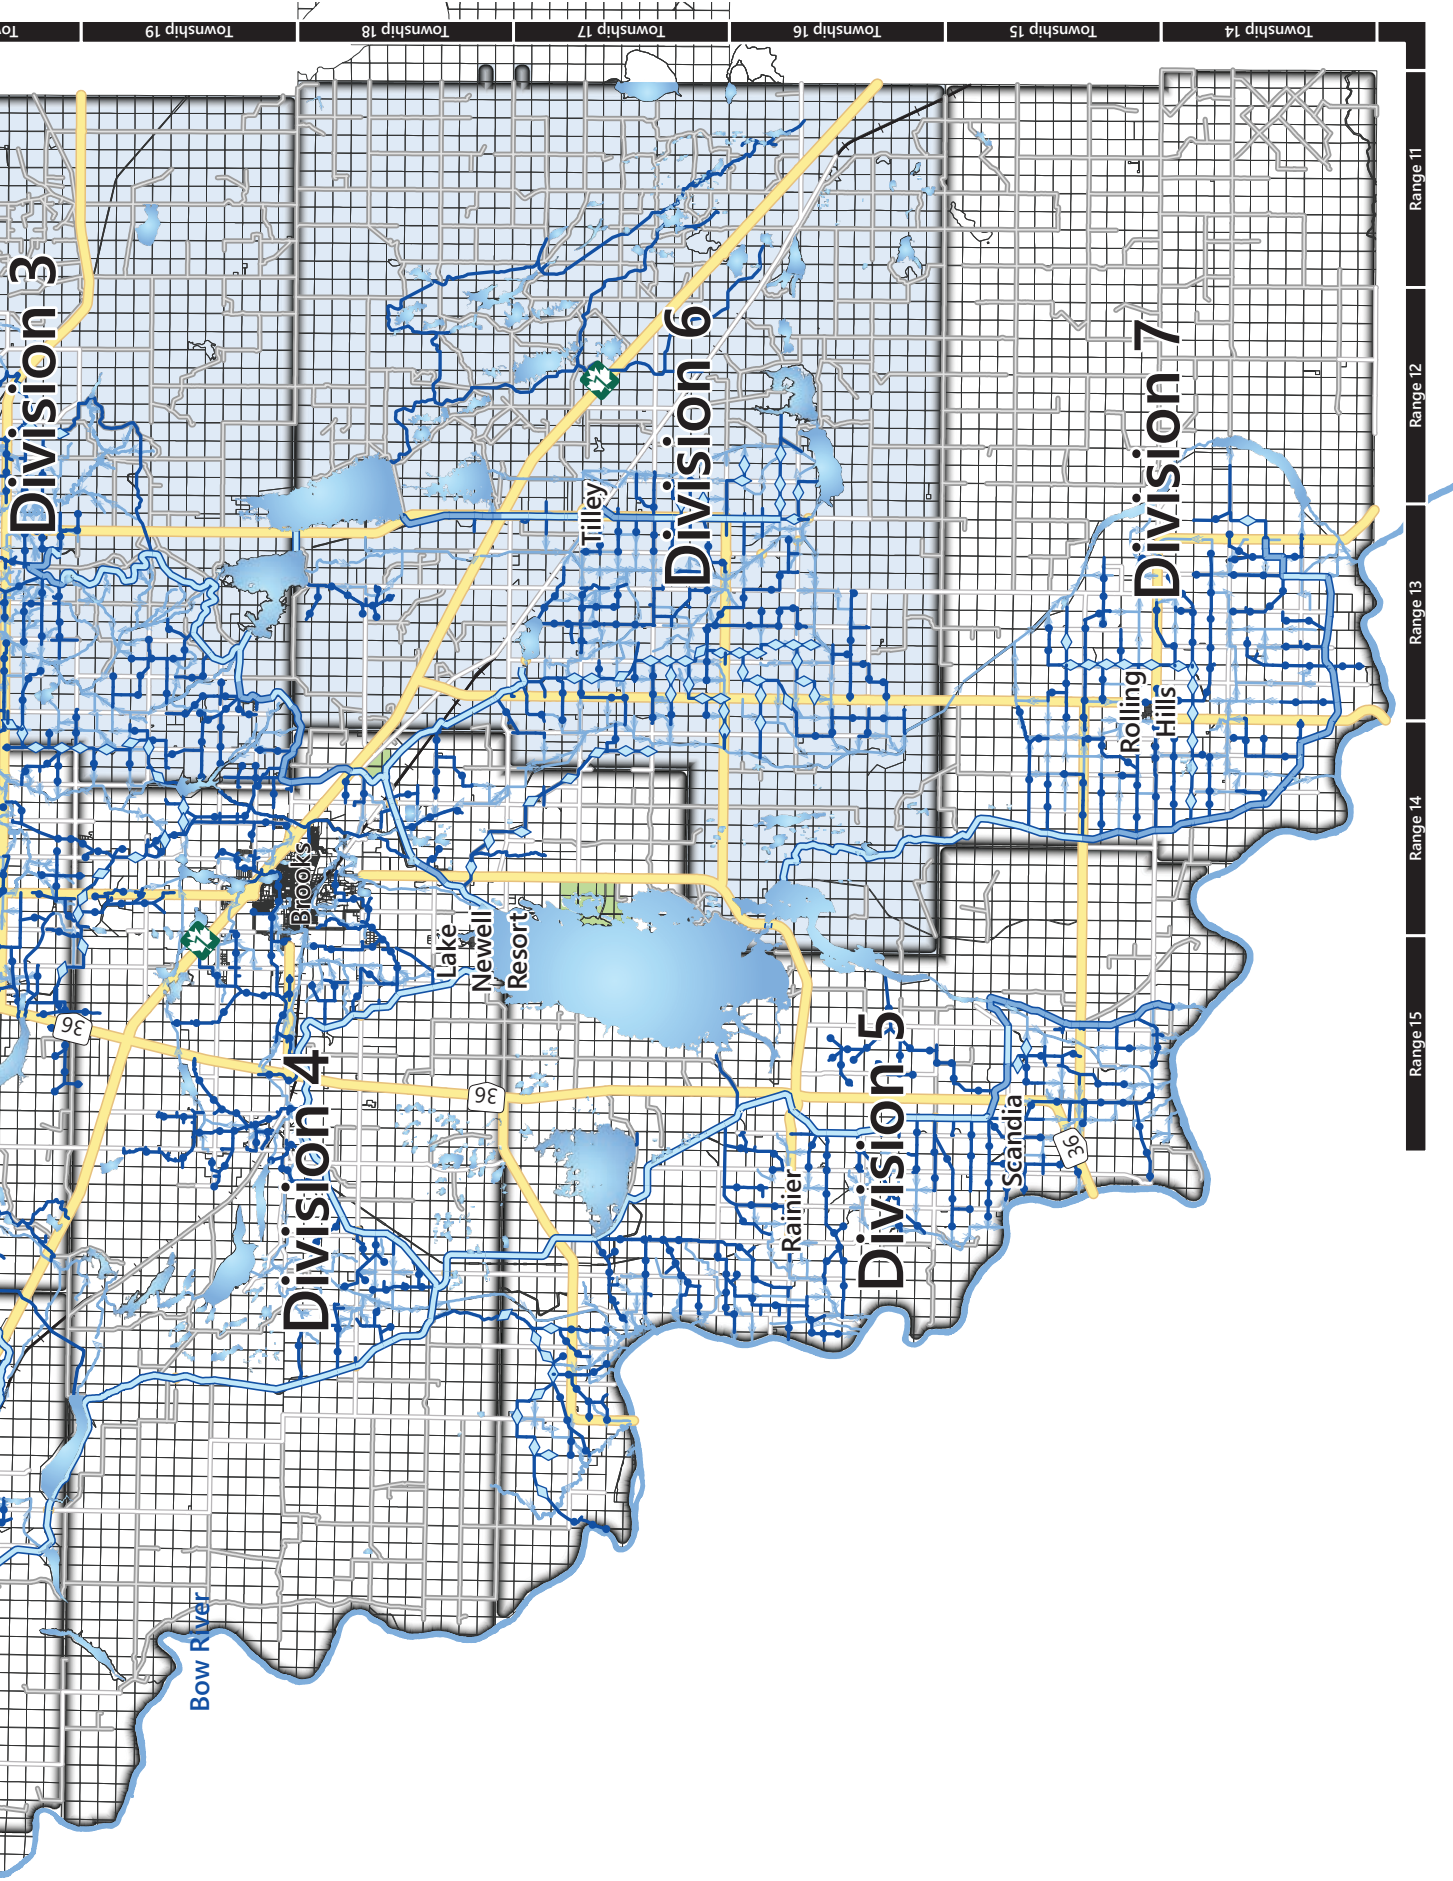 To
Township 19
Township 18
Township 17
Township 16
Township 15
Township 14
Range 11
Range 12
Range 13
Range 14
Range 15
Division 3
Division 6
Division 7
Division 4
Division 5
1
1
36
36
36
Tilley
Brooks
Lake
Newell
Resort
Rolling
Hills
Rainier
Scandia
Bow River